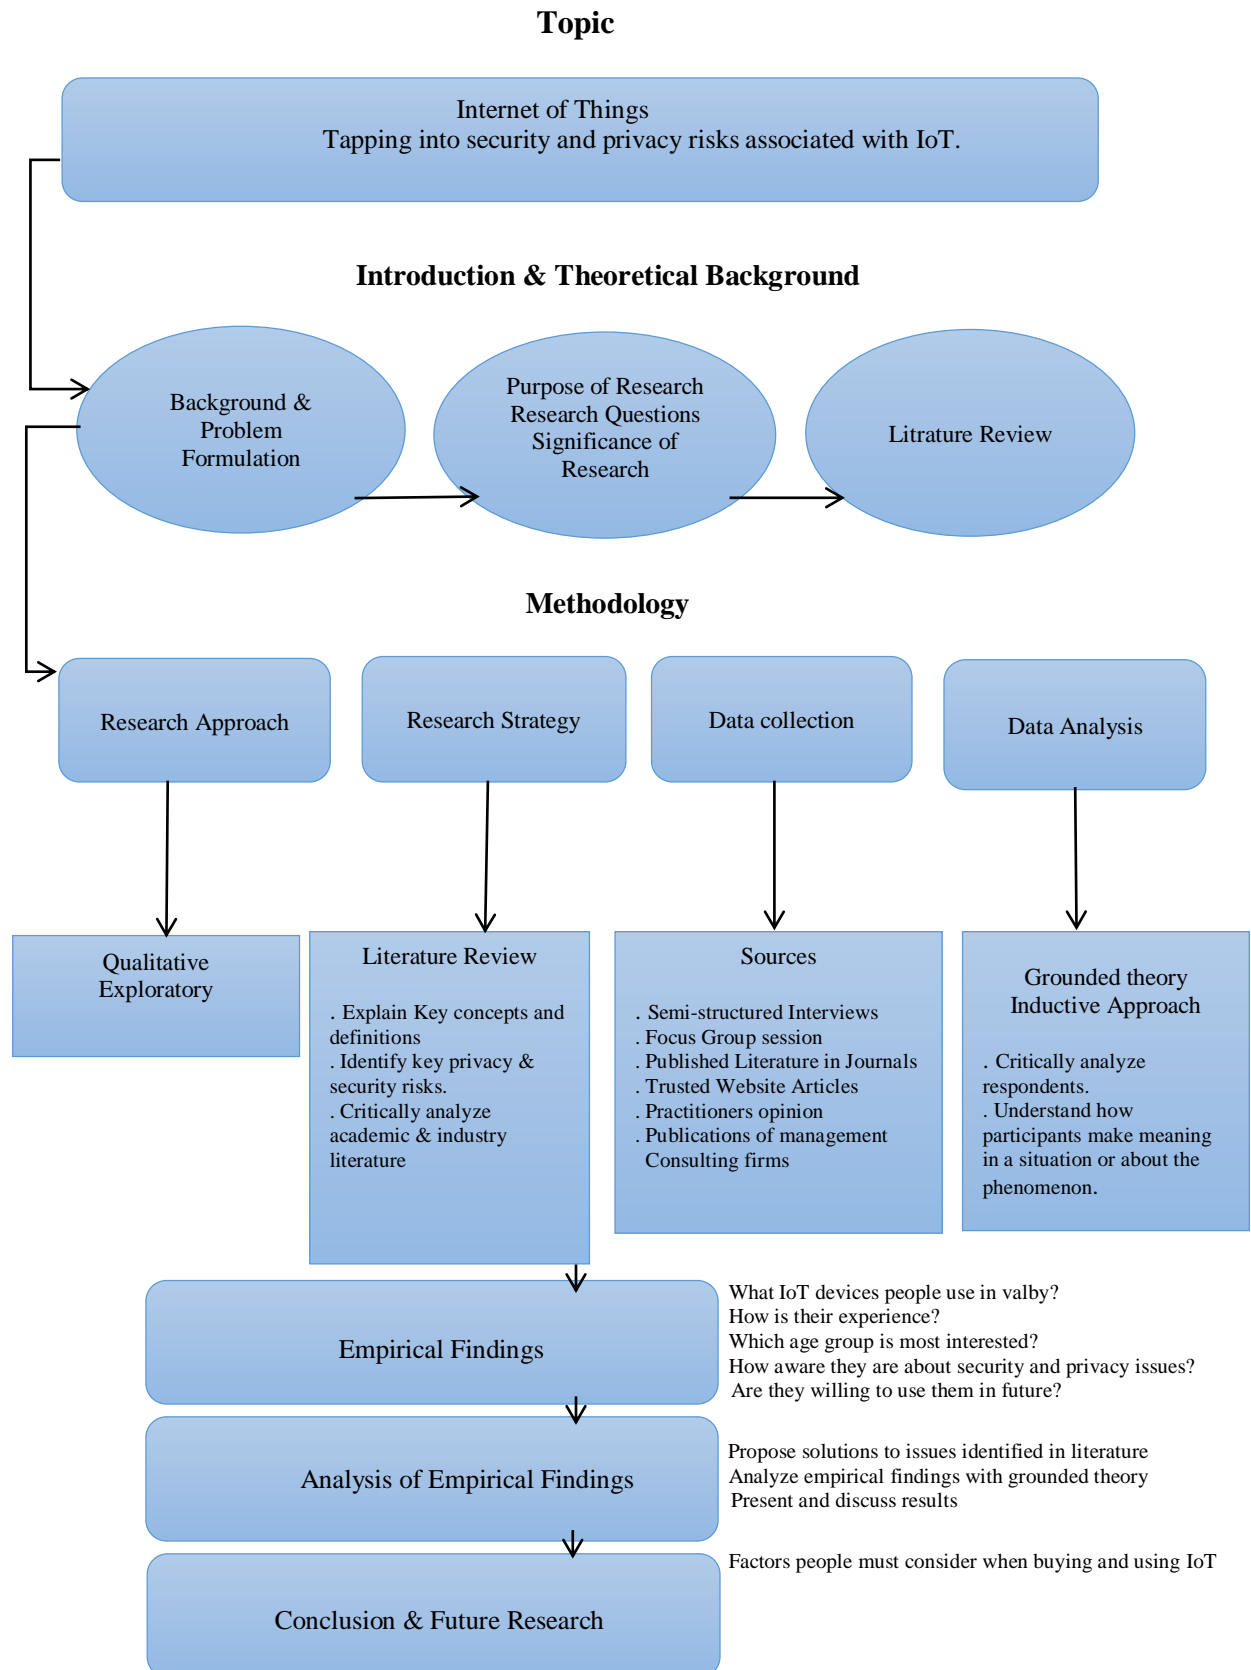 Topic
Internet of Things
Tapping into security and privacy risks associated with IoT.
Introduction & Theoretical Background
Background &
Problem
Formulation
Purpose of Research
Research Questions
Significance of
Research
Litrature Review
Methodology
Research Approach
Research Strategy
Data collection
Data Analysis
Qualitative
Exploratory
Literature Review
. Explain Key concepts and
definitions
. Identify key privacy &
security risks.
. Critically analyze
academic & industry
literature
Sources
. Semi-structured Interviews
. Focus Group session
. Published Literature in Journals
. Trusted Website Articles
. Practitioners opinion
. Publications of management
Consulting firms
Grounded theory
Inductive Approach
. Critically analyze
respondents.
. Understand how
participants make meaning
in a situation or about the
phenomenon.
Empirical Findings
What IoT devices people use in valby?
How is their experience?
Which age group is most interested?
How aware they are about security and privacy issues?
Are they willing to use them in future?
Analysis of Empirical Findings
Propose solutions to issues identified in literature
Analyze empirical findings with grounded theory
Present and discuss results
Conclusion & Future Research
Factors people must consider when buying and using IoT